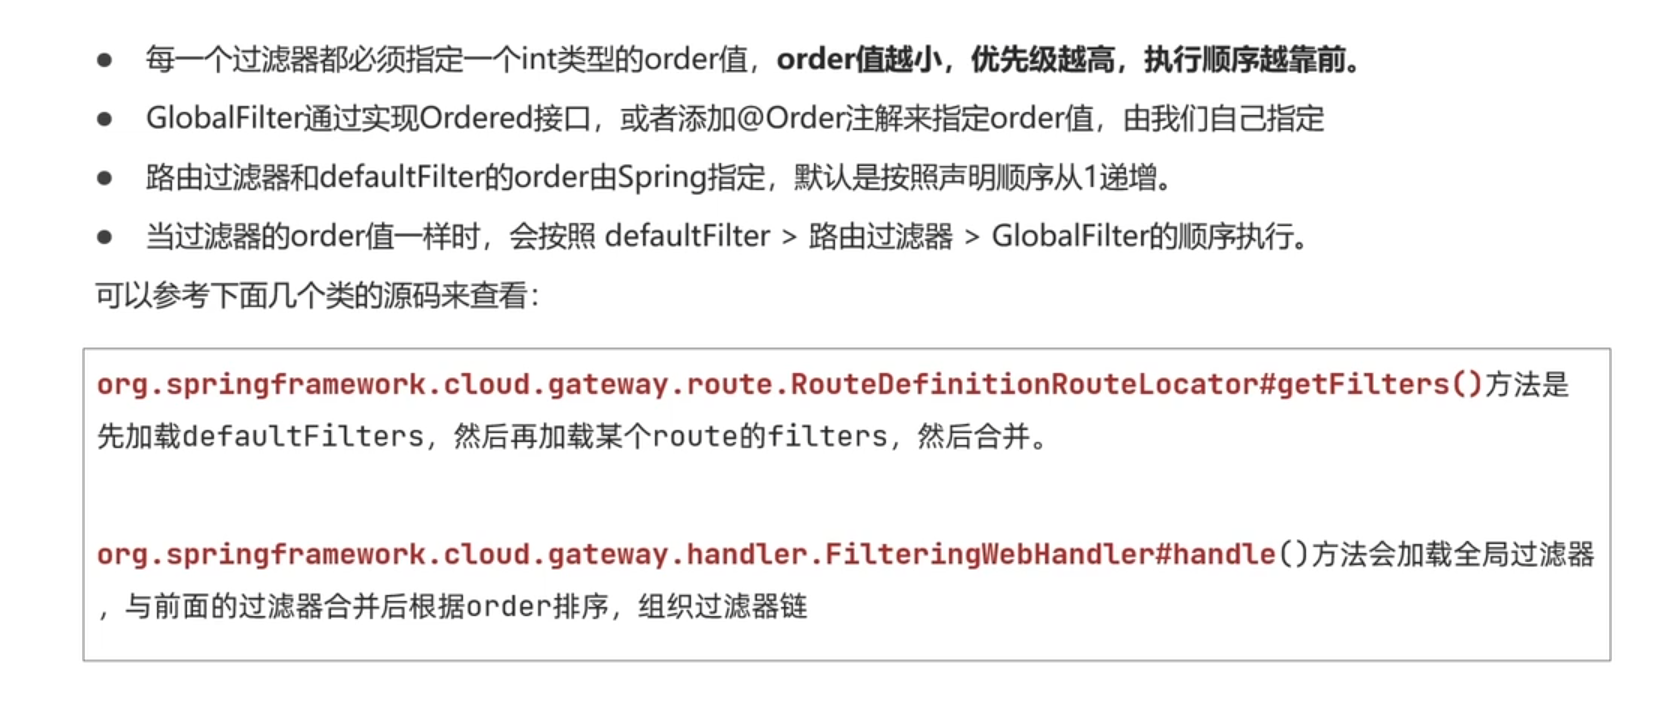 ● 每一个过滤器都必须指定一个int类型的order值，order值越小，优先级越高，执行顺序越靠前。
● GlobalFilter通过实现Ordered接口，或者添加@Order注解来指定order值，由我们自己指定
● 路由过滤器和defaultFilter的order由Spring指定，默认是按照声明顺序从1递增。
● 当过滤器的order值一样时，会按照 defaultFilter > 路由过滤器 > GlobalFilter的顺序执行。
可以参考下面几个类的源码来查看：
org.springframework.cloud.gateway.route.RouteDefinitionRouteLocator#getFilters()方法是
先加载defaultFilters，然后再加载某个route的filters，然后合并。
org.springframework.cloud.gateway.handler.FilteringWebHandler#handle()方法会加载全局过滤器
，与前面的过滤器合并后根据order排序，组织过滤器链